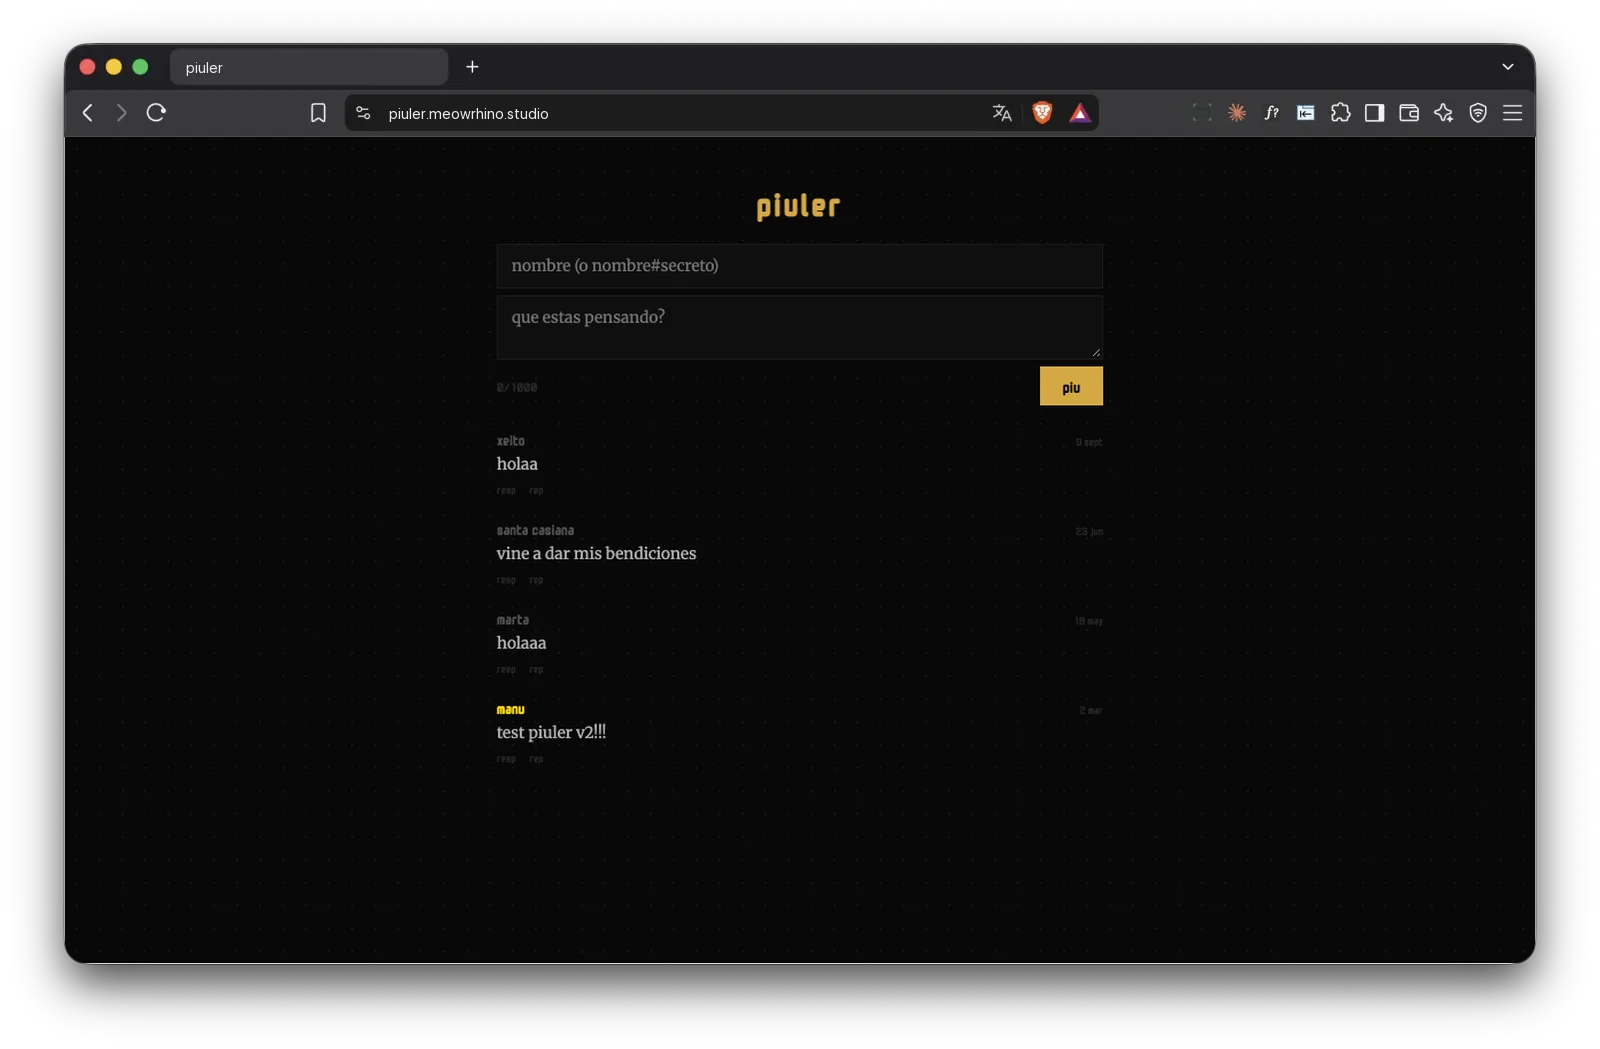 piuler
piuler.meowrhino.studio
piuler
nombre (o nombre#secreto)
que estas pensando?
0/1000
piu
xeito
9 sept
holaa
resp rep
santa casiana
23 jun
vine a dar mis bendiciones
resp rep
marta
holaaa
resp rep
manu
2 mar
test piuler v2!!!
resp rep